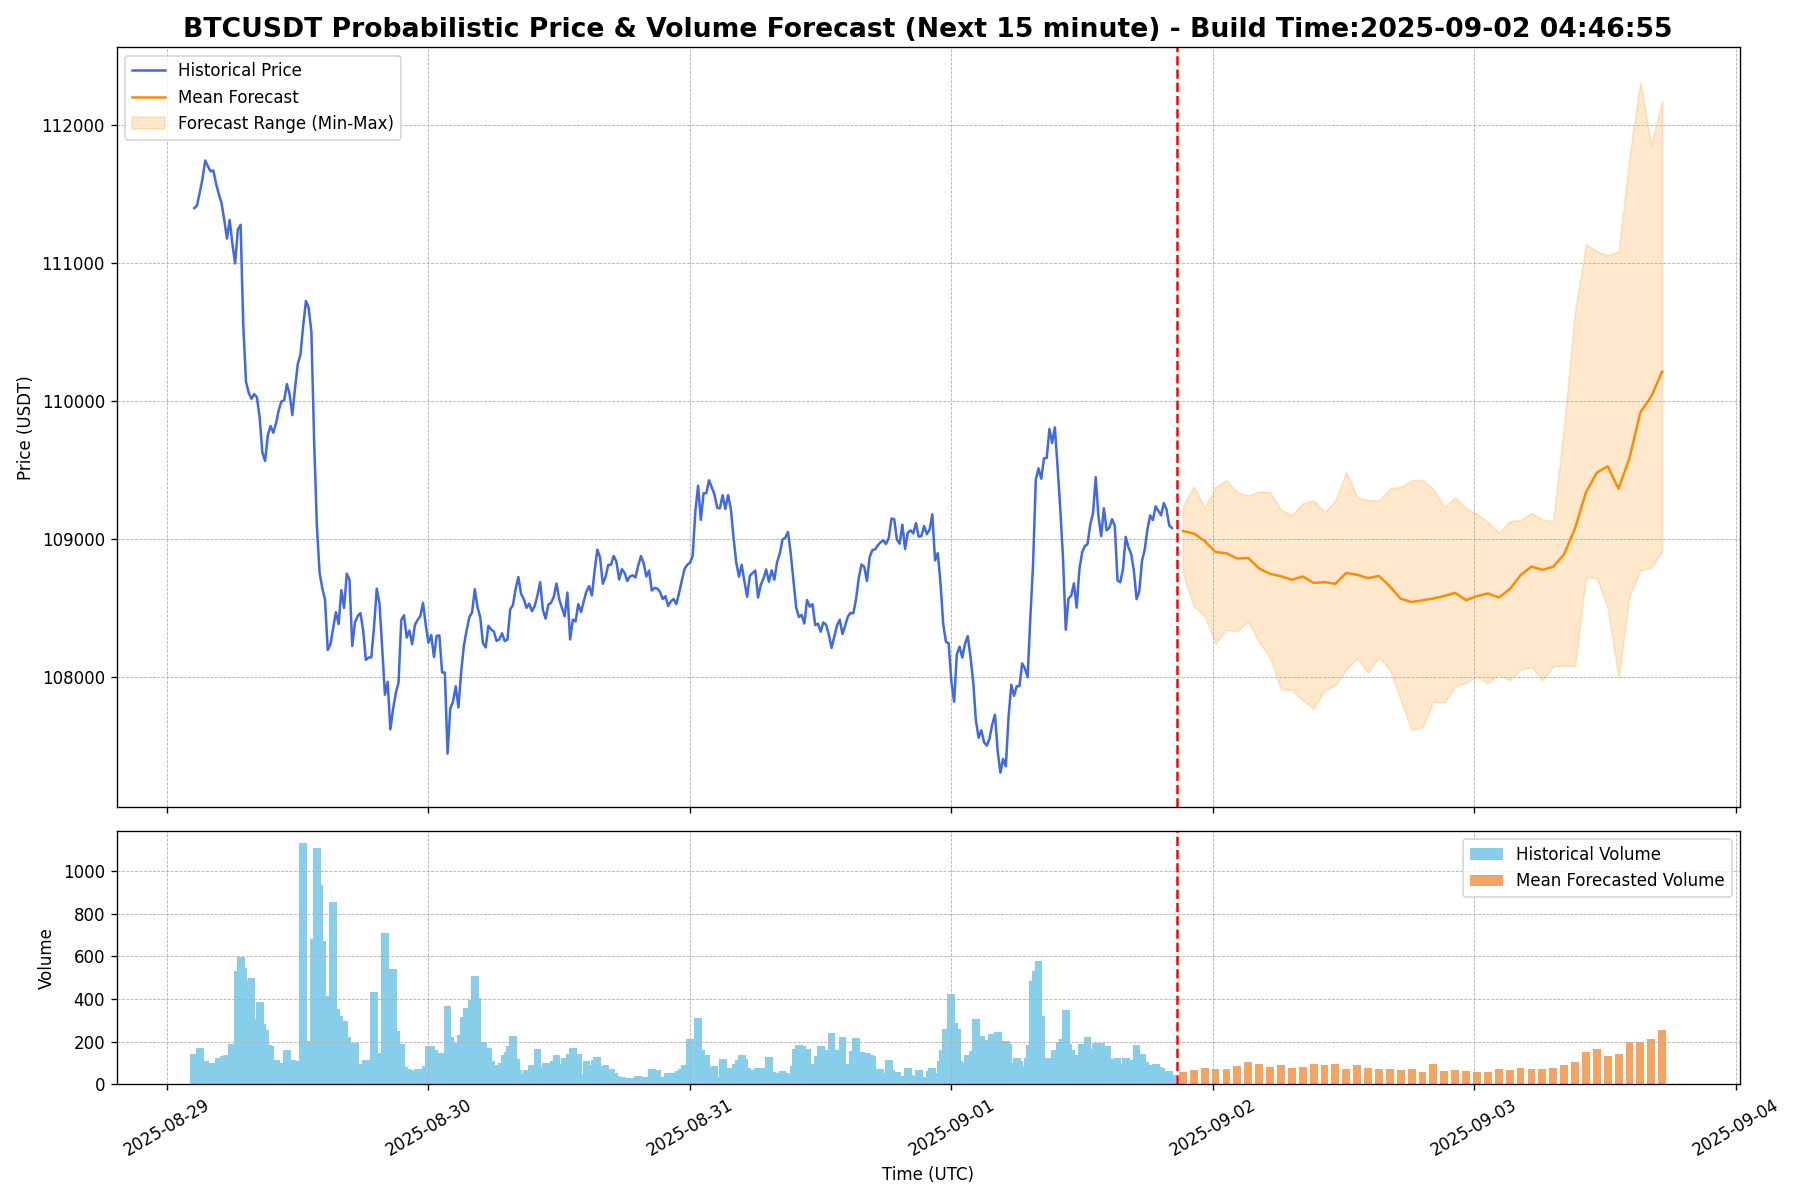 BTCUSDT Probabilistic Price & Volume Forecast (Next 15 minute) - Build Time:2025-09-02 04:46:55
Historical Price
Mean Forecast
Forecast Range (Min-Max)
112000
111000
110000
109000
108000
Price (USDT)
Historical Volume
Mean Forecasted Volume
1000
800
600
400
200
0
Volume
2025-08-29
2025-08-30
2025-08-31
2025-09-01
2025-09-02
2025-09-03
2025-09-04
Time (UTC)